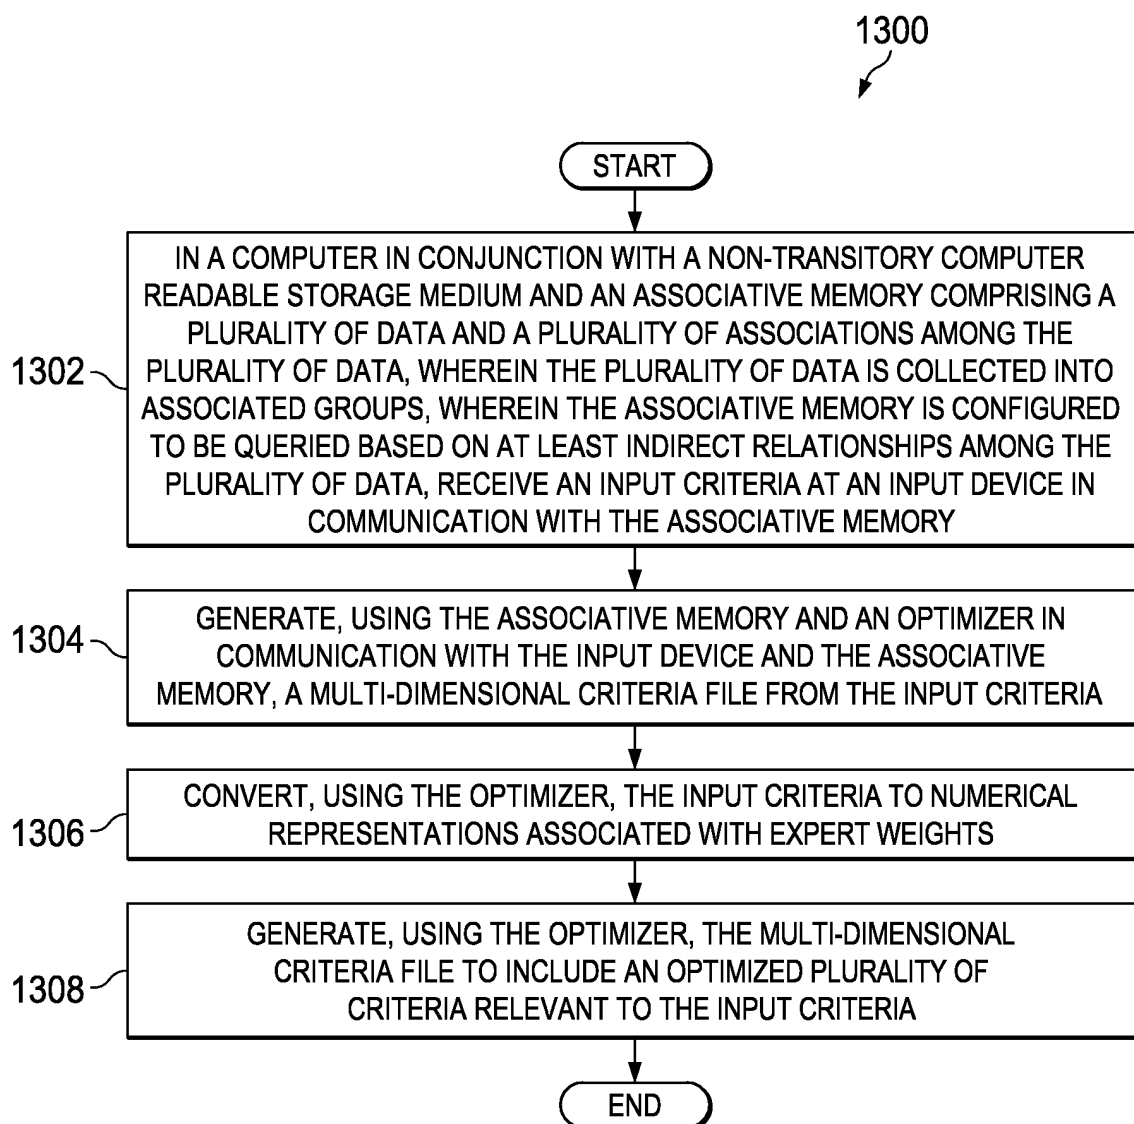 1300
START
1302
IN A COMPUTER IN CONJUNCTION WITH A NON-TRANSITORY COMPUTER
READABLE STORAGE MEDIUM AND AN ASSOCIATIVE MEMORY COMPRISING A
PLURALITY OF DATA AND A PLURALITY OF ASSOCIATIONS AMONG THE
PLURALITY OF DATA, WHEREIN THE PLURALITY OF DATA IS COLLECTED INTO
ASSOCIATED GROUPS, WHEREIN THE ASSOCIATIVE MEMORY IS CONFIGURED
TO BE QUERIED BASED ON AT LEAST INDIRECT RELATIONSHIPS AMONG THE
PLURALITY OF DATA, RECEIVE AN INPUT CRITERIA AT AN INPUT DEVICE IN
COMMUNICATION WITH THE ASSOCIATIVE MEMORY
1304
GENERATE, USING THE ASSOCIATIVE MEMORY AND AN OPTIMIZER IN
COMMUNICATION WITH THE INPUT DEVICE AND THE ASSOCIATIVE
MEMORY, A MULTI-DIMENSIONAL CRITERIA FILE FROM THE INPUT CRITERIA
1306
CONVERT, USING THE OPTIMIZER, THE INPUT CRITERIA TO NUMERICAL
REPRESENTATIONS ASSOCIATED WITH EXPERT WEIGHTS
1308
GENERATE, USING THE OPTIMIZER, THE MULTI-DIMENSIONAL
CRITERIA FILE TO INCLUDE AN OPTIMIZED PLURALITY OF
CRITERIA RELEVANT TO THE INPUT CRITERIA
END